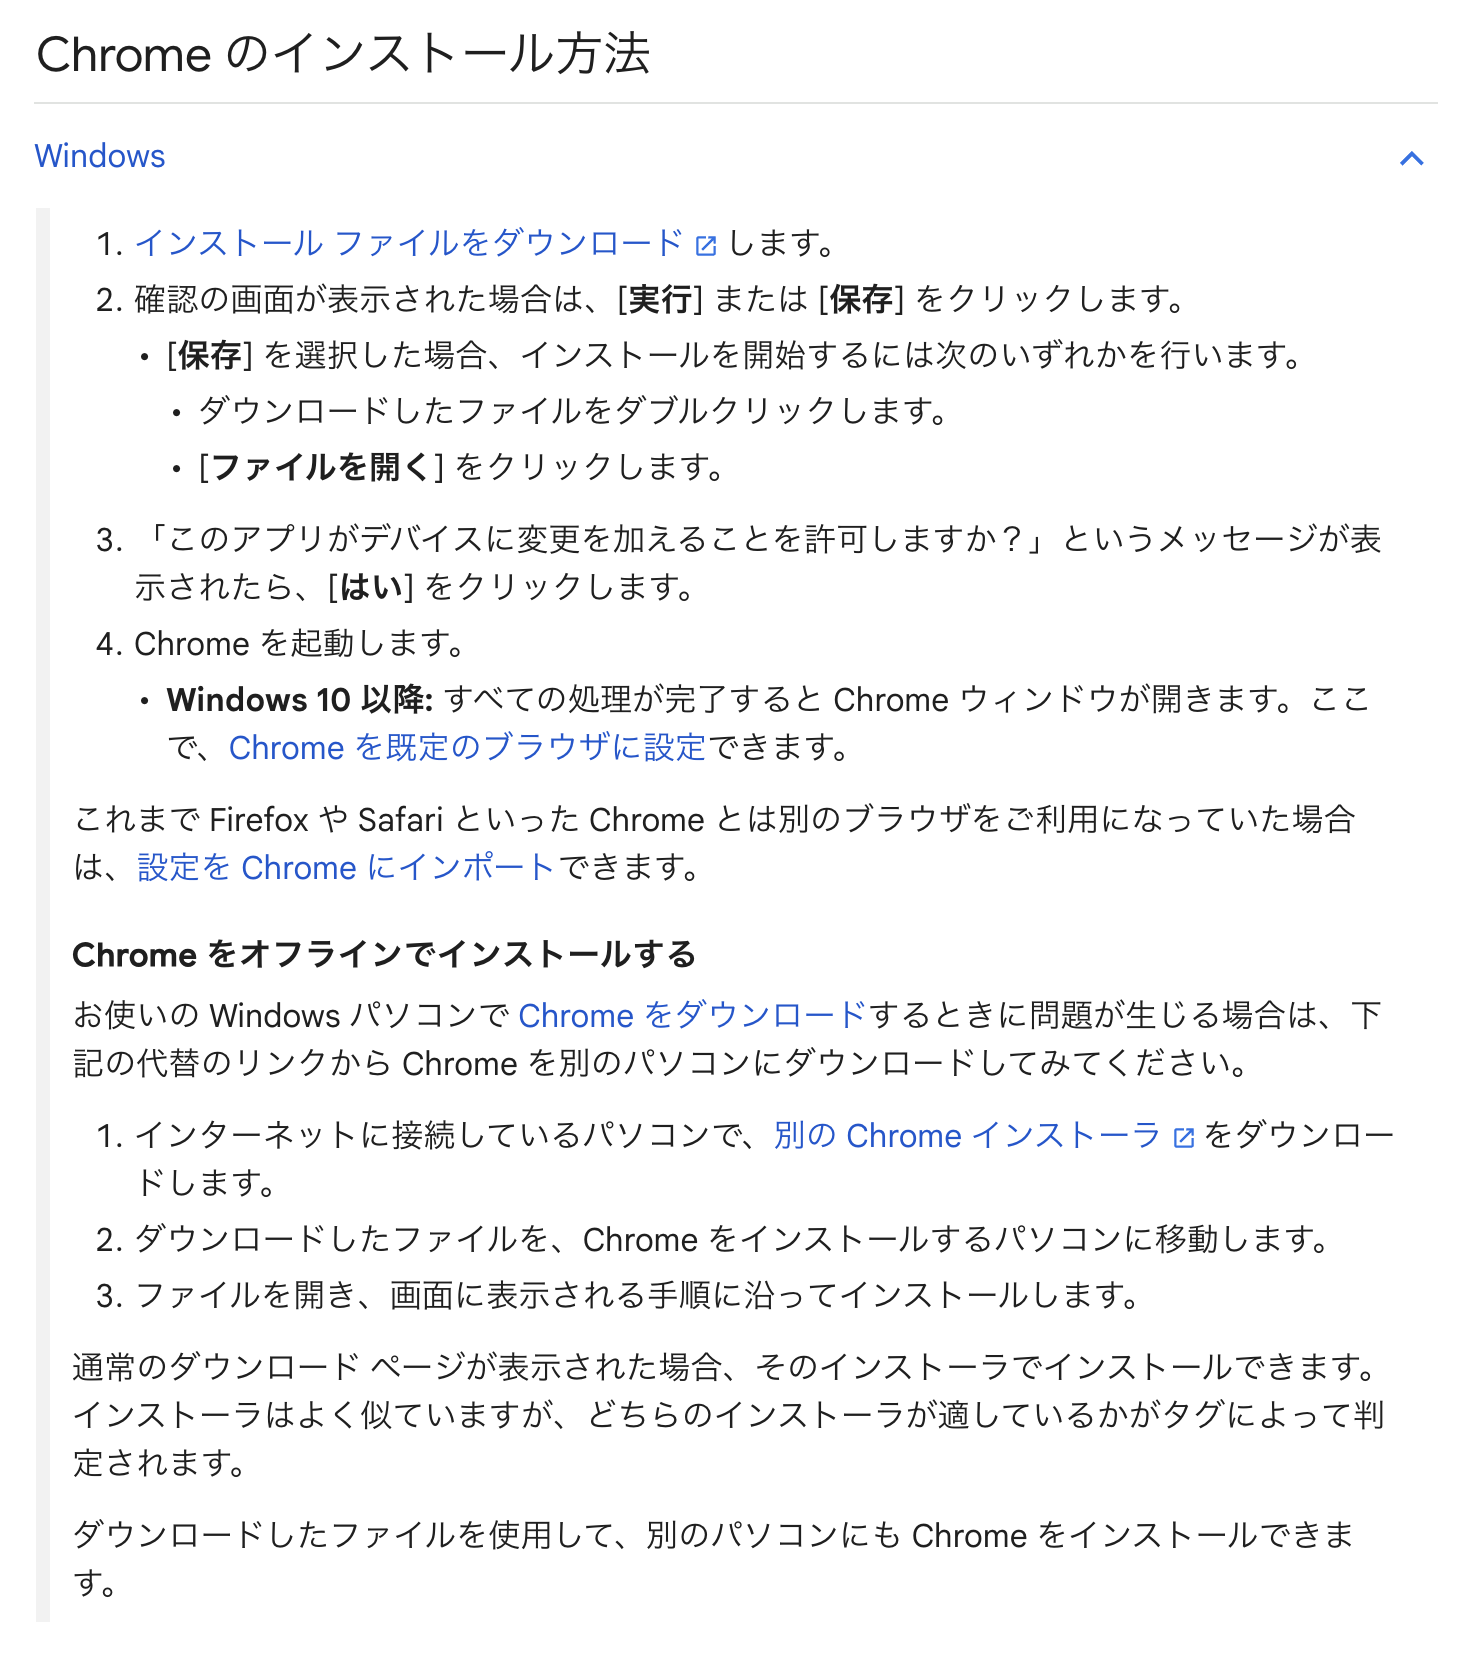 Chrome のインストール方法
Windows
1. インストール ファイルをダウンロード します。
2. 確認の画面が表示された場合は、[実行] または [保存] をクリックします。
• [保存] を選択した場合、インストールを開始するには次のいずれかを行います。
• ダウンロードしたファイルをダブルクリックします。
• [ファイルを開く] をクリックします。
3. 「このアプリがデバイスに変更を加えることを許可しますか？」というメッセージが表
示されたら、[はい] をクリックします。
4. Chrome を起動します。
• Windows 10 以降: すべての処理が完了すると Chrome ウィンドウが開きます。ここ
で、Chrome を既定のブラウザに設定できます。
これまで Firefox や Safari といった Chrome とは別のブラウザをご利用になっていた場合
は、設定を Chrome にインポートできます。
Chrome をオフラインでインストールする
お使いの Windows パソコンで Chrome をダウンロードするときに問題が生じる場合は、下
記の代替のリンクから Chrome を別のパソコンにダウンロードしてみてください。
1. インターネットに接続しているパソコンで、別の Chrome インストーラ をダウンロー
ドします。
2. ダウンロードしたファイルを、Chrome をインストールするパソコンに移動します。
3. ファイルを開き、画面に表示される手順に沿ってインストールします。
通常のダウンロード ページが表示された場合、そのインストーラでインストールできます。
インストーラはよく似ていますが、どちらのインストーラが適しているかがタグによって判
定されます。
ダウンロードしたファイルを使用して、別のパソコンにも Chrome をインストールできま
す。